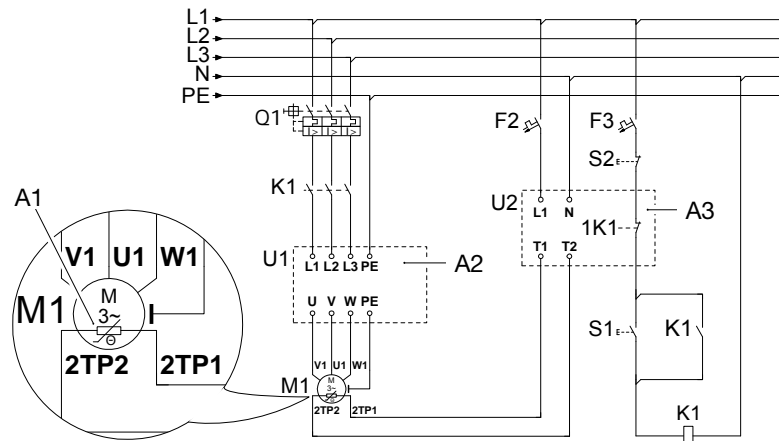 L1
L2
L3
N
PE
Q1
I> I> I>
F2
F3
S2
K1
U2
L1 N
1K1
A3
T1 T2
A1
V1 U1 W1
M1
M
3~
Θ
2TP2 2TP1
U1
L1 L2 L3 PE
A2
U V W PE
S1
K1
V1 U1 W1
M1
M
3~
Θ
2TP2 2TP1
K1